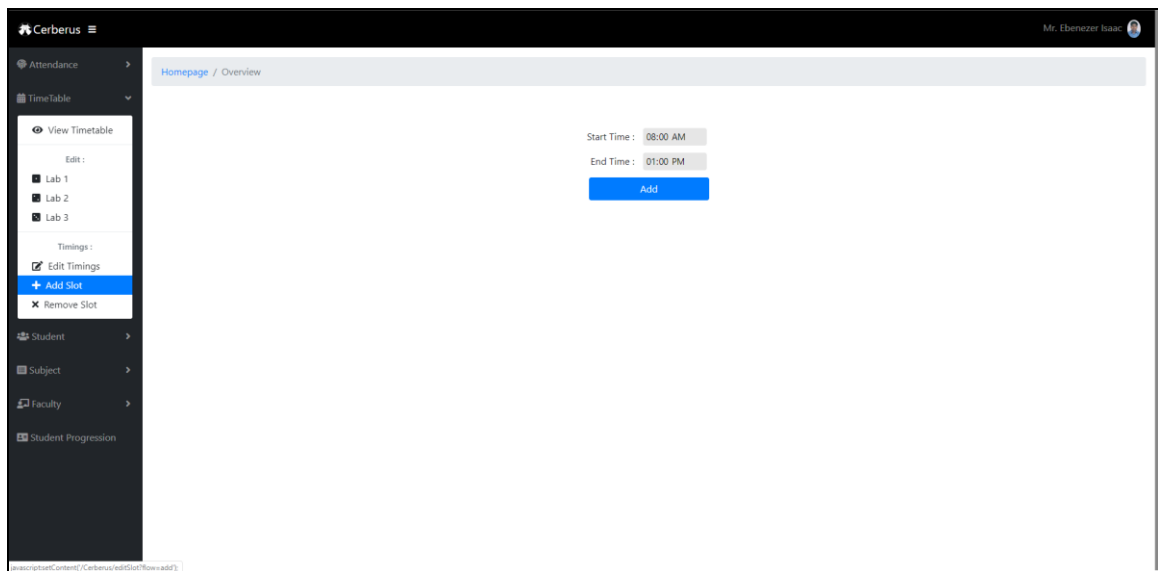 Cerberus
Mr. Ebenezer Isaac
Attendance
Homepage / Overview
TimeTable
View Timetable
Edit :
Lab 1
Lab 2
Lab 3
Timings :
Edit Timings
Add Slot
Remove Slot
Start Time : 08:00 AM
End Time : 01:00 PM
Add
Student
Subject
Faculty
Student Progression
javascript:setContent('/Cerberus/editSlot?flow=add');